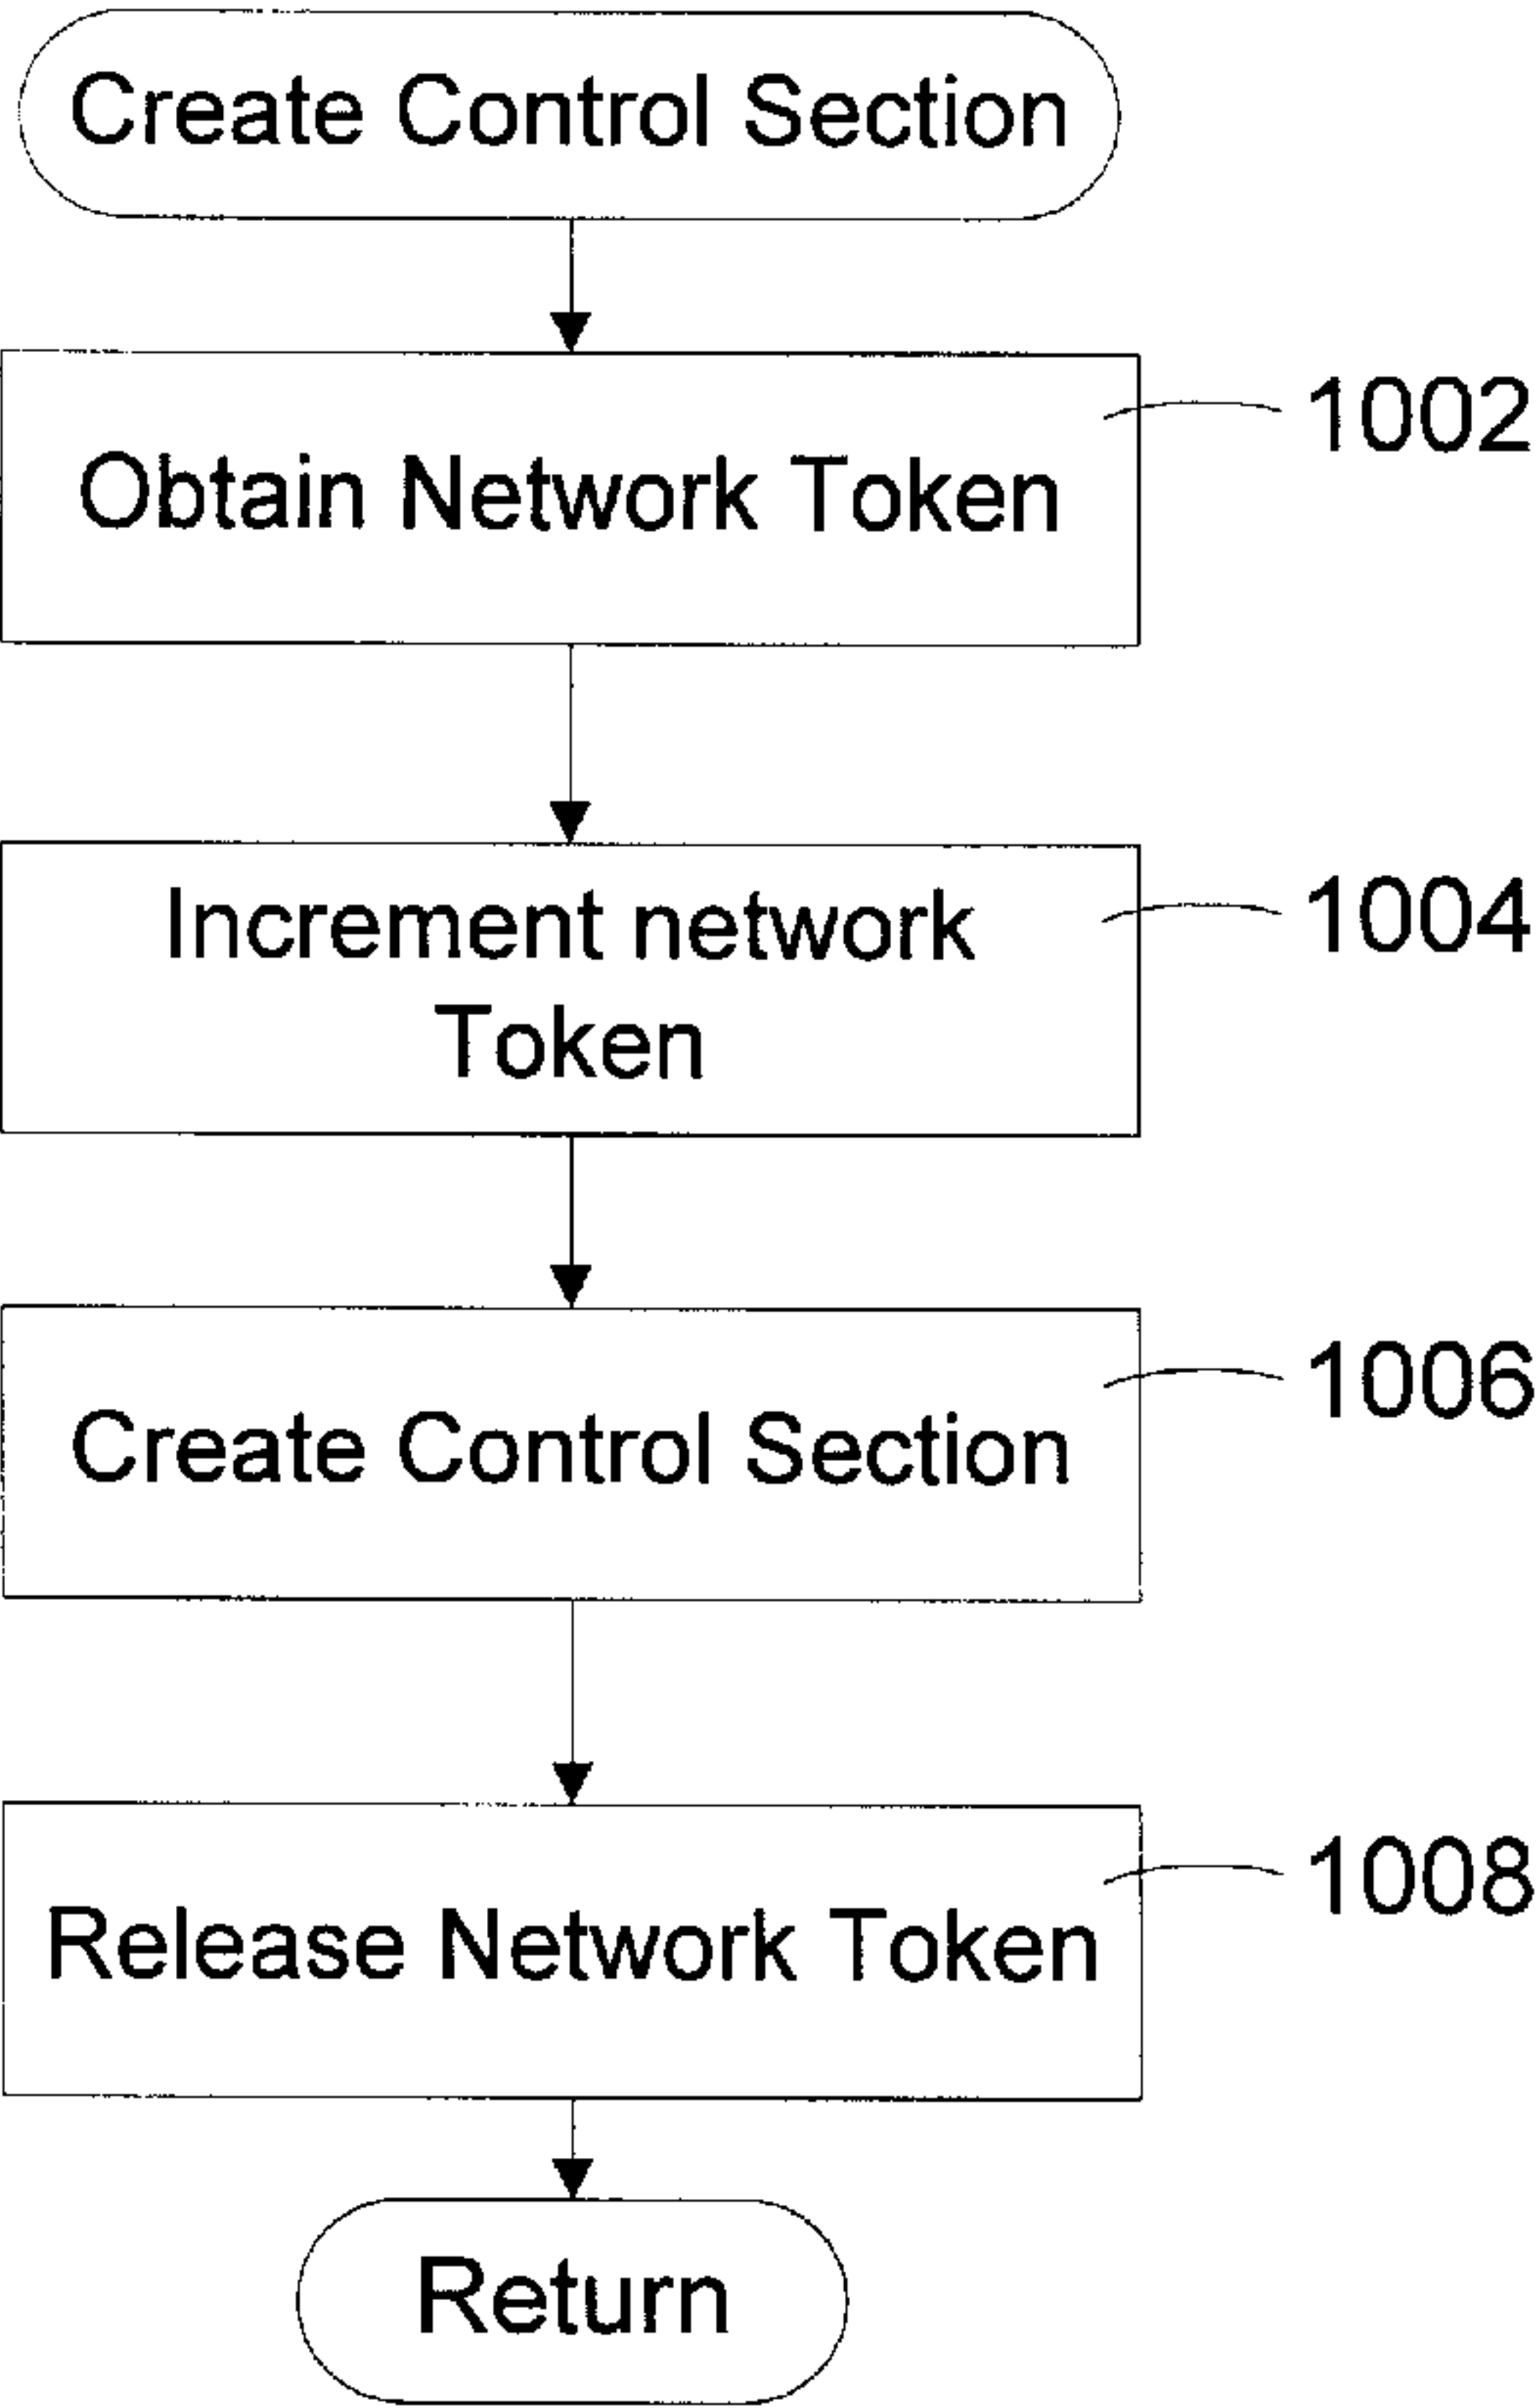 Create Control Section
Obtain Network Token
1002
Increment network
Token
1004
Create Control Section
1006
Release Network Token
1008
Return